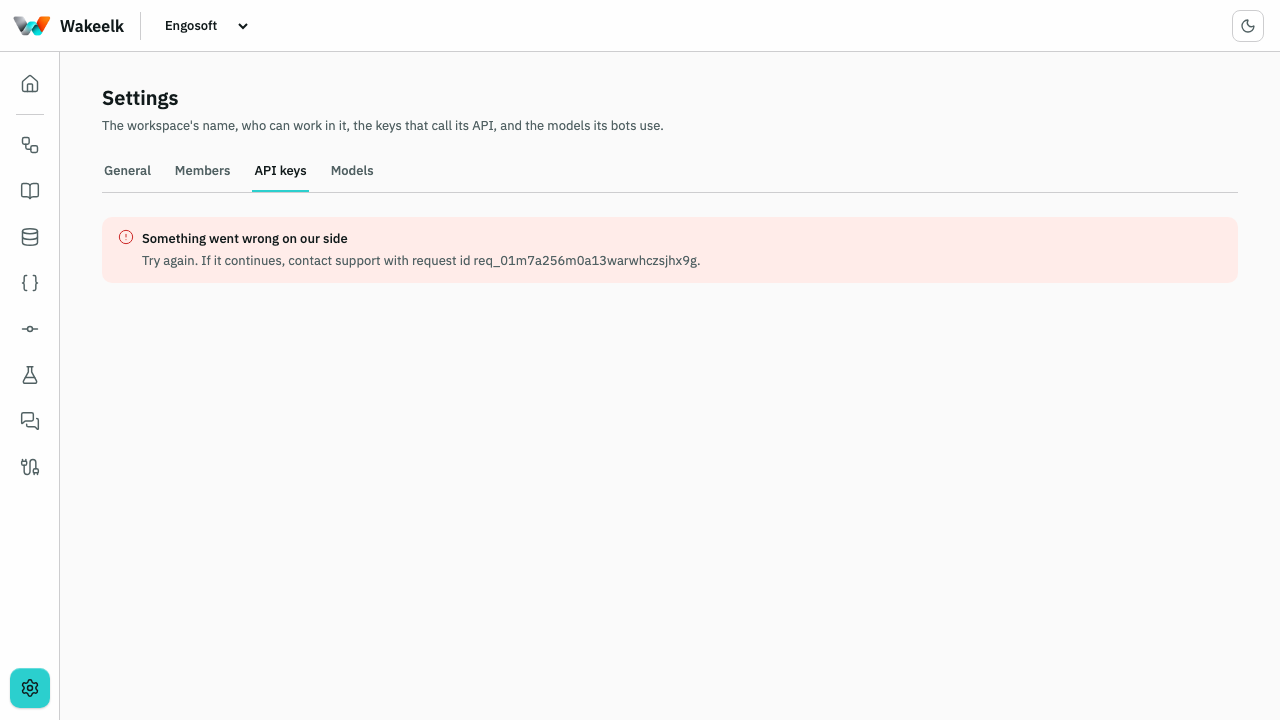 Wakeelk
Engosoft
Settings
The workspace's name, who can work in it, the keys that call its API, and the models its bots use.
General
Members
API keys
Models
Something went wrong on our side
Try again. If it continues, contact support with request id req_01m7a256m0a13warwhczsjhx9g.